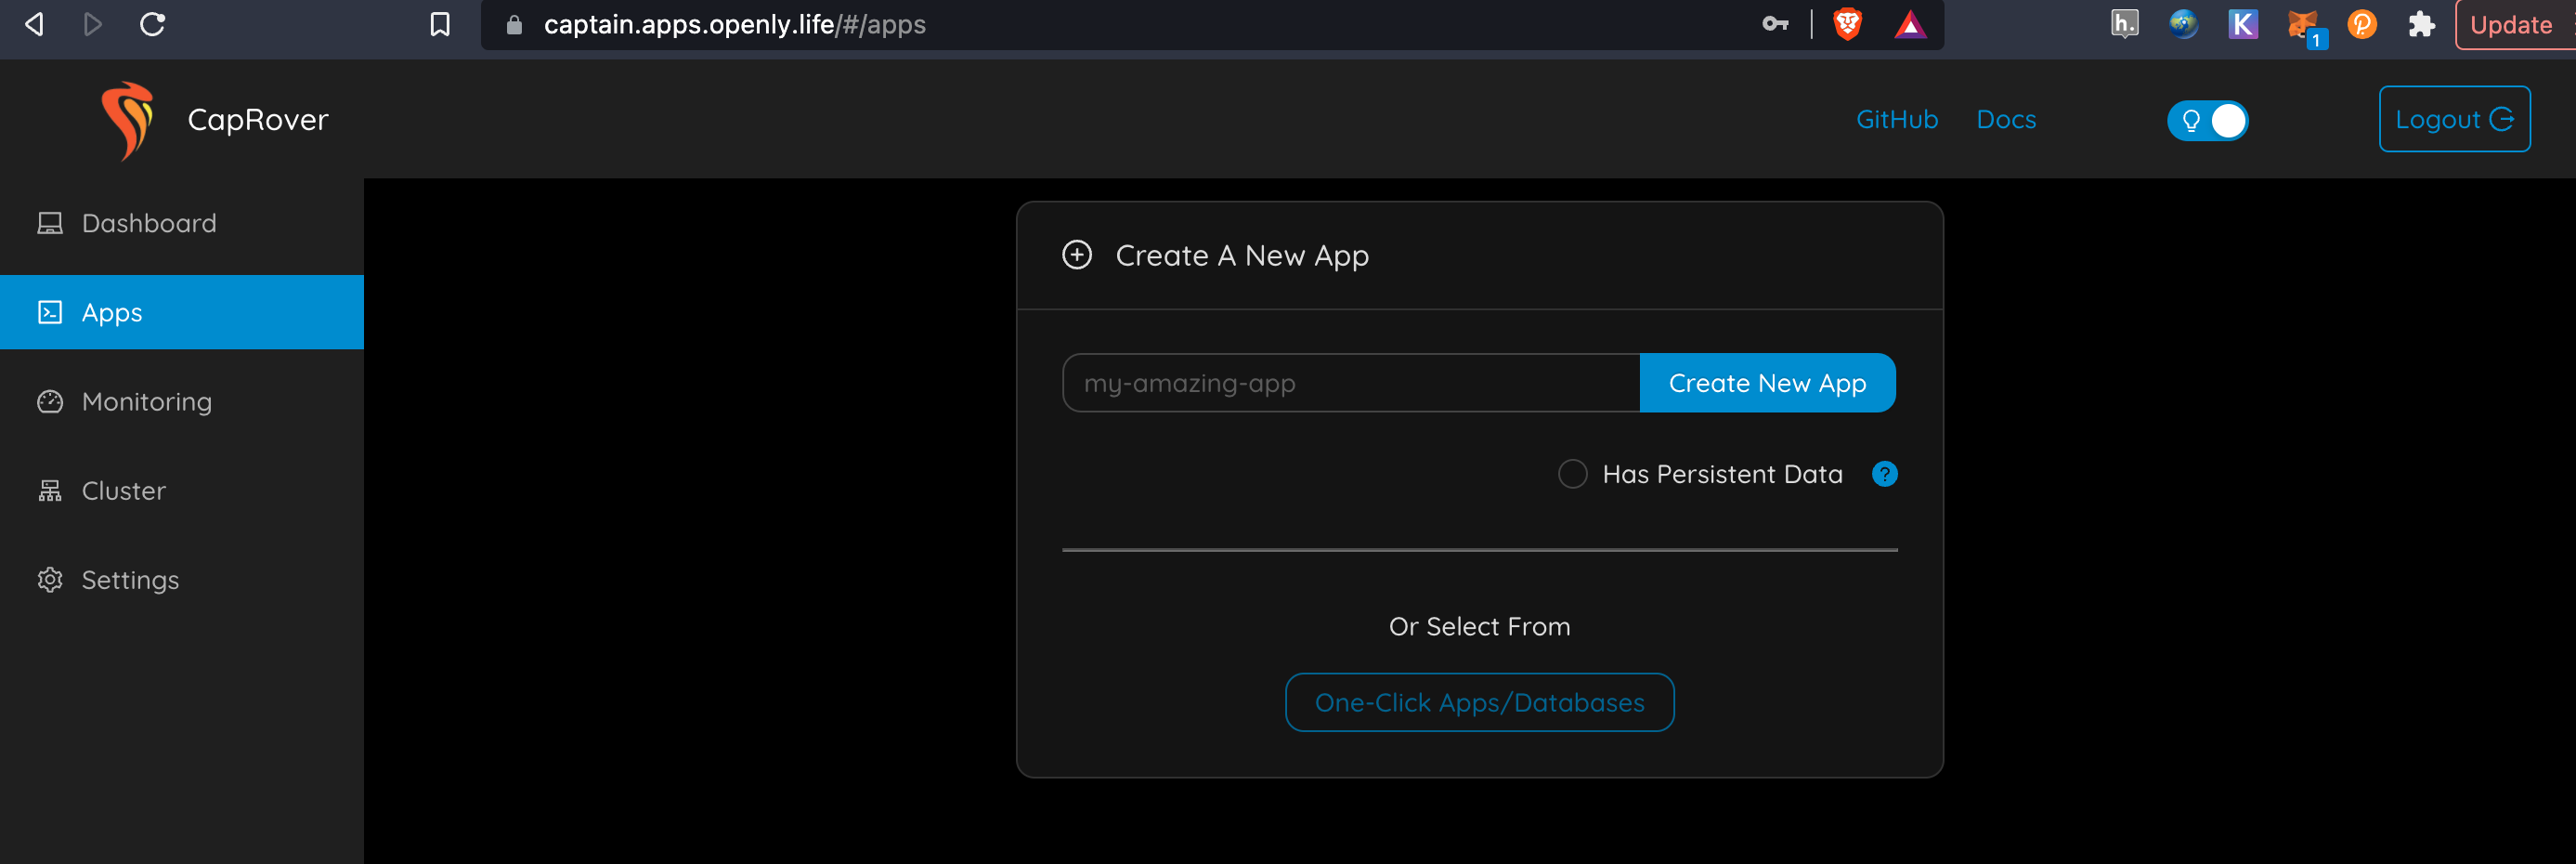 captain.apps.openly.life/#/apps
h.
K
1
Update
CapRover
GitHub
Docs
Logout
Dashboard
Apps
Monitoring
Cluster
Settings
Create A New App
my-amazing-app
Create New App
Has Persistent Data
?
Or Select From
One-Click Apps/Databases